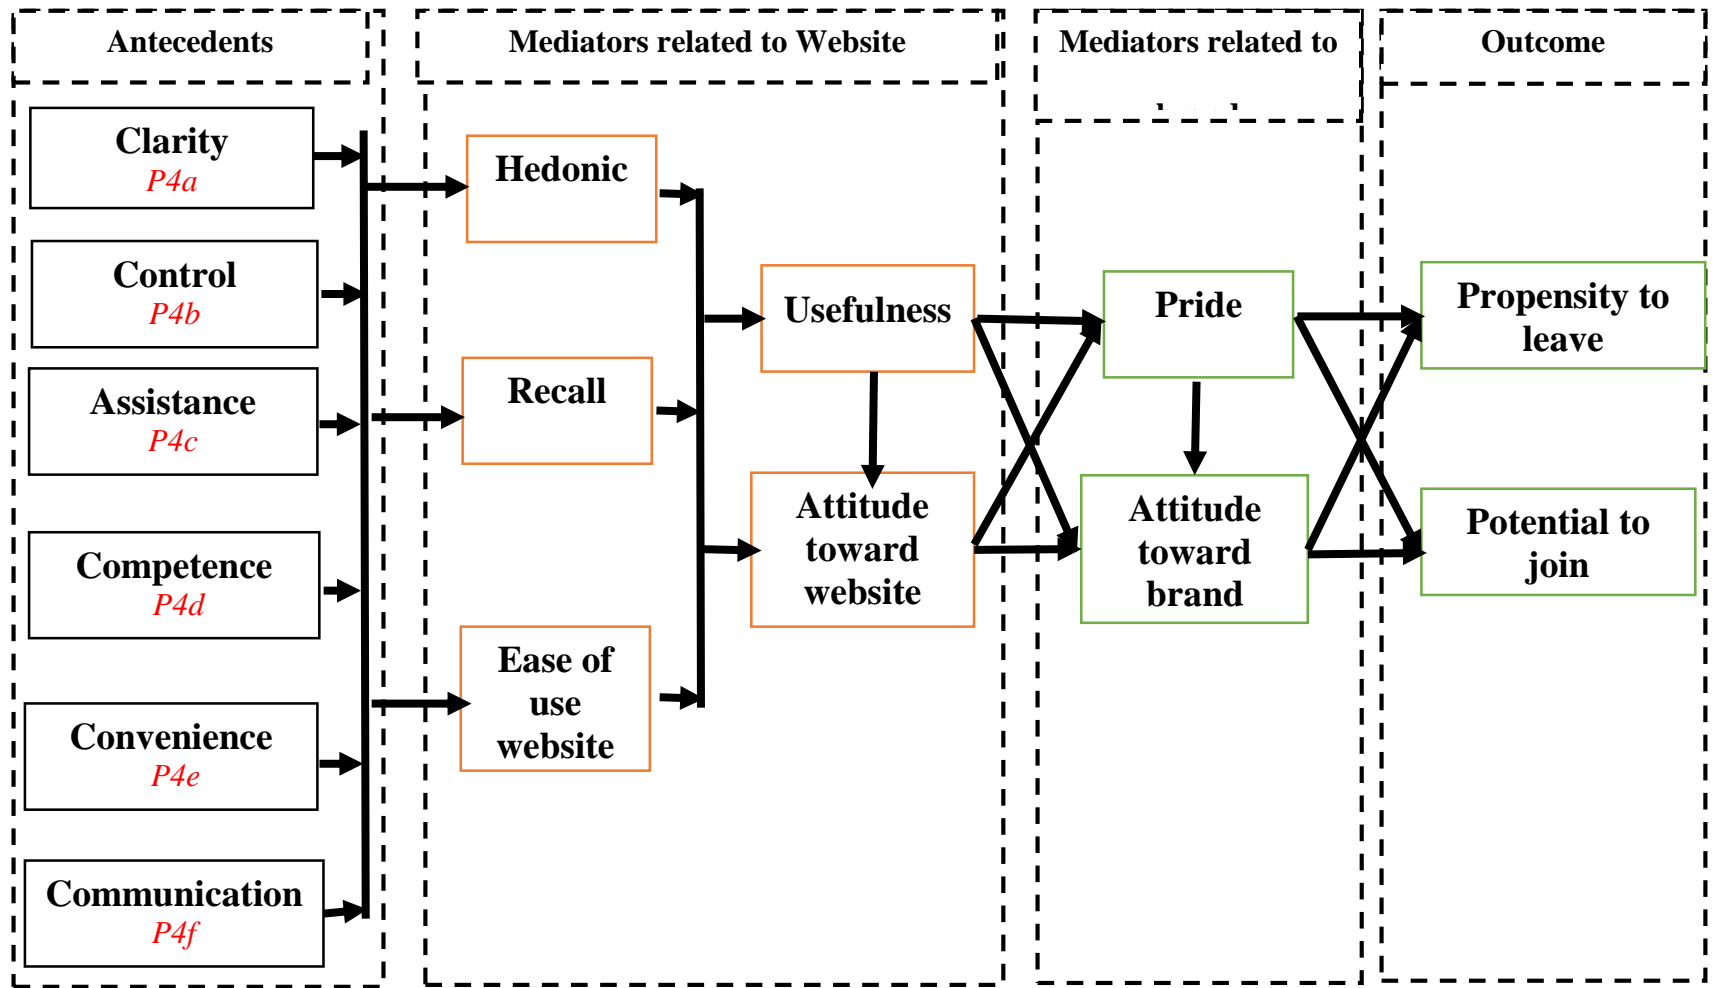 Antecedents
Mediators related to Website
Mediators related to
Outcome
Clarity
P4a
Control
P4b
Assistance
P4c
Competence
P4d
Convenience
P4e
Communication
P4f
Hedonic
Recall
Ease of
use
website
Usefulness
Attitude
toward
website
Pride
Attitude
toward
brand
Propensity to
leave
Potential to
join